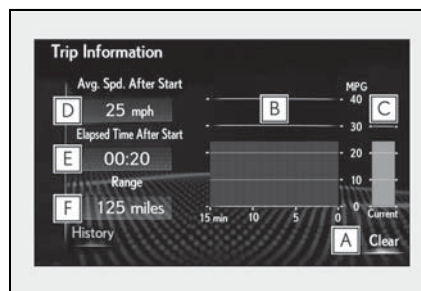 Trip Information
Avg. Spd. After Start
D 25 mph
Elapsed Time After Start
E 00:20
Range
F 125 miles
History
B
C
MPG
40
30
20
10
0
15 min 10 5 0
Current
A Clear